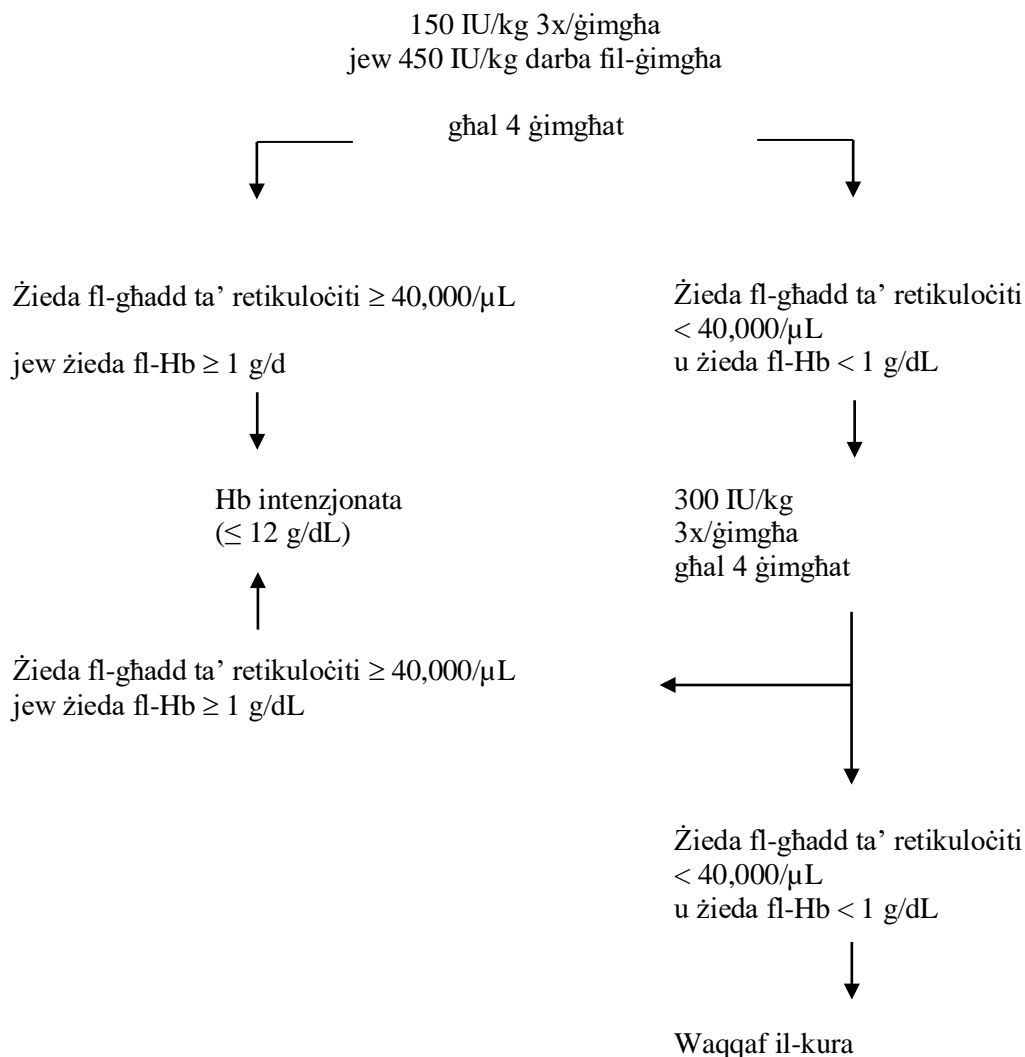 150 IU/kg 3x/ġimgħa
jew 450 IU/kg darba fil-ġimgħa
għal 4 ġimgħat
Żieda fl-għadd ta’ retikuloċiti ≥ 40,000/µL
jew żieda fl-Hb ≥ 1 g/d
Żieda fl-għadd ta’ retikuloċiti
< 40,000/µL
u żieda fl-Hb < 1 g/dL
Hb intenzjonata
(≤ 12 g/dL)
300 IU/kg
3x/ġimgħa
għal 4 ġimgħat
Żieda fl-għadd ta’ retikuloċiti ≥ 40,000/µL
jew żieda fl-Hb ≥ 1 g/dL
Żieda fl-għadd ta’ retikuloċiti
< 40,000/µL
u żieda fl-Hb < 1 g/dL
Waqqaf il-kura